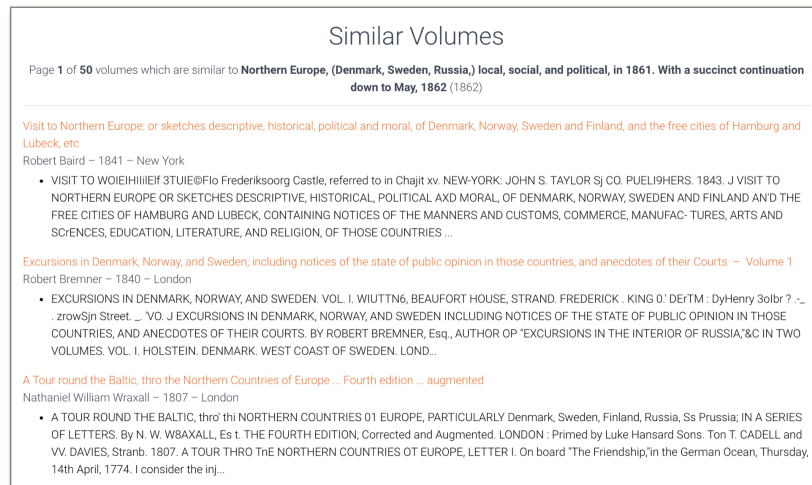 Similar Volumes
Page 1 of 50 volumes which are similar to Northern Europe, (Denmark, Sweden, Russia,) local, social, and political, in 1861. With a succinct continuation
down to May, 1862 (1862)
Visit to Northern Europe: or sketches descriptive, historical, political and moral, of Denmark, Norway, Sweden and Finland, and the free cities of Hamburg and
Lubeck, etc
Robert Baird – 1841 – New York
• VISIT TO WOIEIHIIilElf 3TUIE©FIo Frederiksoorg Castle, referred to in Chajit xv. NEW-YORK: JOHN S. TAYLOR Sj CO. PUELI9HERS. 1843. J VISIT TO
NORTHERN EUROPE OR SKETCHES DESCRIPTIVE, HISTORICAL, POLITICAL AXD MORAL, OF DENMARK, NORWAY, SWEDEN AND FINLAND AN'D THE
FREE CITIES OF HAMBURG AND LUBECK, CONTAINING NOTICES OF THE MANNERS AND CUSTOMS, COMMERCE, MANUFAC- TURES, ARTS AND
SCrENCES, EDUCATION, LITERATURE, AND RELIGION, OF THOSE COUNTRIES ...
Excursions in Denmark, Norway, and Sweden; including notices of the state of public opinion in those countries, and anecdotes of their Courts – Volume 1
Robert Bremner – 1840 – London
• EXCURSIONS IN DENMARK, NORWAY, AND SWEDEN. VOL. I. WIUTTN6, BEAUFORT HOUSE, STRAND. FREDERICK . KING 0.' DErTM : DyHenry 3oIbr ? .-_
. zrowSjn Street. _. 'VO. J EXCURSIONS IN DENMARK, NORWAY, AND SWEDEN INCLUDING NOTICES OF THE STATE OF PUBLIC OPINION IN THOSE
COUNTRIES, AND ANECDOTES OF THEIR COURTS. BY ROBERT BREMNER, Esq., AUTHOR OP "EXCURSIONS IN THE INTERIOR OF RUSSIA,"&C IN TWO
VOLUMES. VOL. I. HOLSTEIN. DENMARK. WEST COAST OF SWEDEN. LOND...
A Tour round the Baltic, thro the Northern Countries of Europe ... Fourth edition ... augmented
Nathaniel William Wraxall – 1807 – London
• A TOUR ROUND THE BALTIC, thro' thi NORTHERN COUNTRIES 01 EUROPE, PARTICULARLY Denmark, Sweden, Finland, Russia, Ss Prussia; IN A SERIES
OF LETTERS. By N. W. W8AXALL, Es t. THE FOURTH EDITION, Corrected and Augmented. LONDON : Primed by Luke Hansard Sons. Ton T. CADELL and
VV. DAVIES, Stranb. 1807. A TOUR THRO TnE NORTHERN COUNTRIES OT EUROPE, LETTER I. On board "The Friendship,"in the German Ocean, Thursday,
14th April, 1774. I consider the inj...